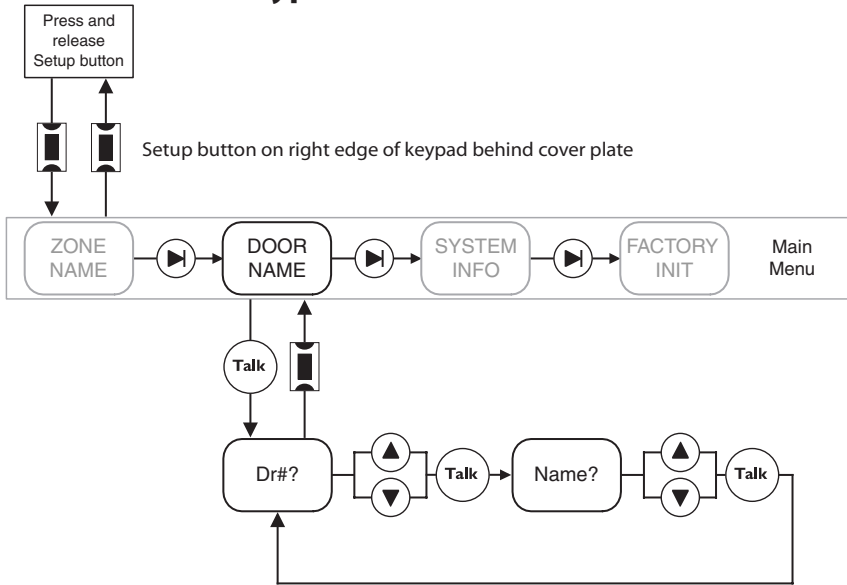 Press and
release
Setup button
Setup button on right edge of keypad behind cover plate
ZONE
NAME
DOOR
NAME
SYSTEM
INFO
FACTORY
INIT
Main
Menu
Talk
Dr#?
Talk
Name?
Talk